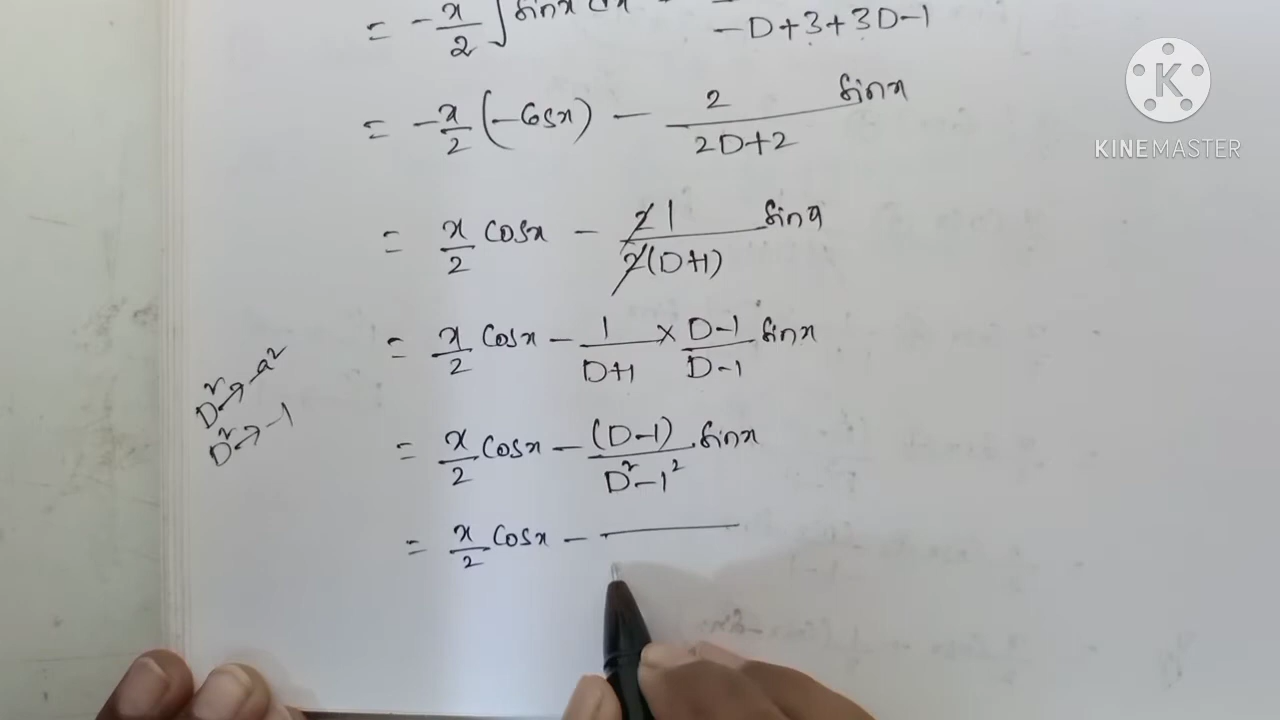 = -x/2 ∫ sinx dx -
-D+3+3D-1
= -x/2 (-Cosx) - 2/(2D+2) sinx
K
KINEMASTER
= x/2 cosx - 2 1/2(D+1) sinx
= x/2 cosx - 1/(D+1) × (D-1)/(D-1) sinx
D² → -a²
D² → -1
= x/2 cosx - (D-1)/(D²-1²) sinx
= x/2 cosx -